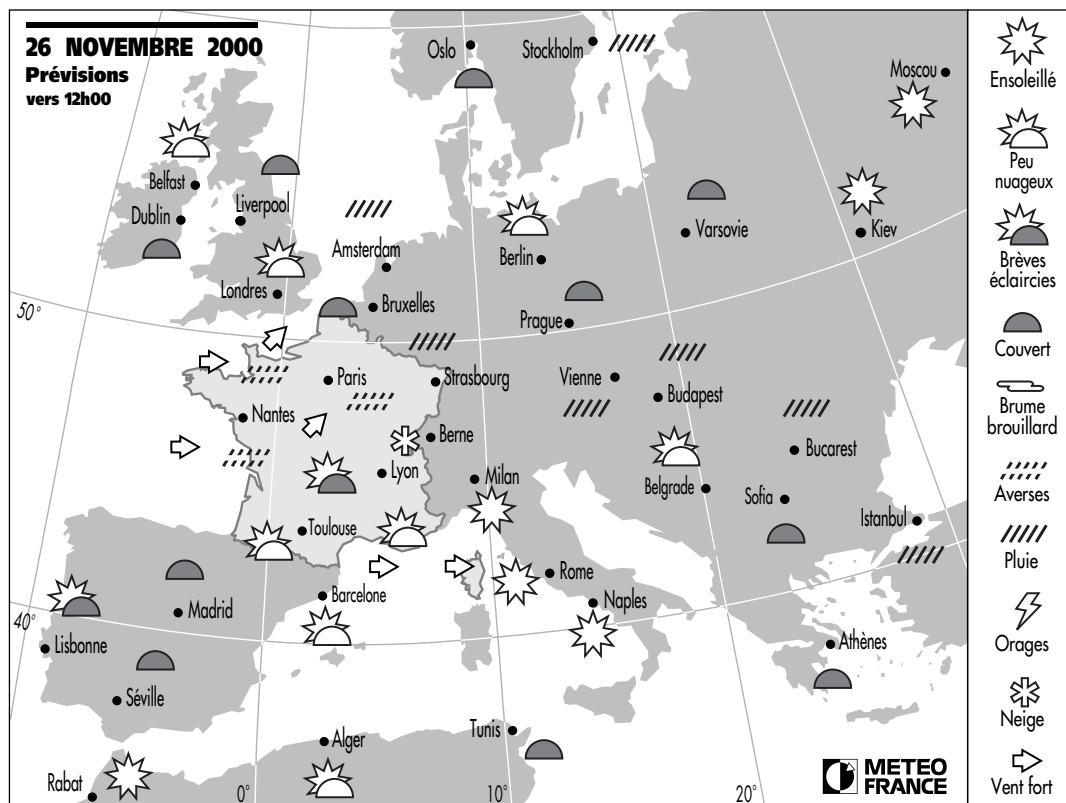 26 NOVEMBRE 2000
Prévisions
vers 12h00
Oslo
Stockholm
Moscou
Belfast
Dublin
Liverpool
Amsterdam
Berlin
Varsovie
Kiev
Londres
Bruxelles
Prague
50°
Paris
Strasbourg
Vienne
Budapest
Nantes
Berne
Bucarest
Lyon
Milan
Belgrade
Sofia
Istanbul
Toulouse
Rome
Barcelone
Naples
Madrid
40°
Lisbonne
Athènes
Séville
Alger
Tunis
Rabat
0°
10°
20°
METEO
FRANCE
Ensoleillé
Peu
nuageux
Brèves
éclaircies
Couvert
Brume
brouillard
Averses
Pluie
Orages
Neige
Vent fort